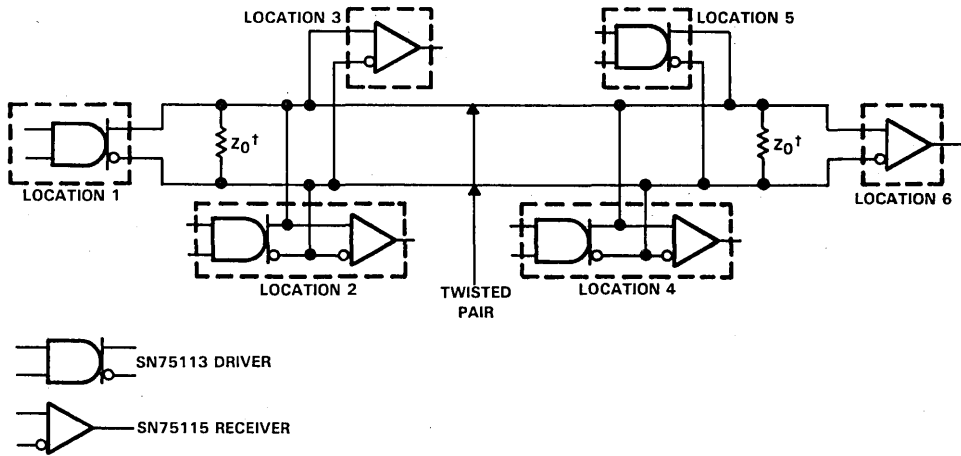 LOCATION 3
LOCATION 5
LOCATION 1
Z0†
Z0†
LOCATION 6
LOCATION 2
TWISTED
PAIR
LOCATION 4
SN75113 DRIVER
SN75115 RECEIVER